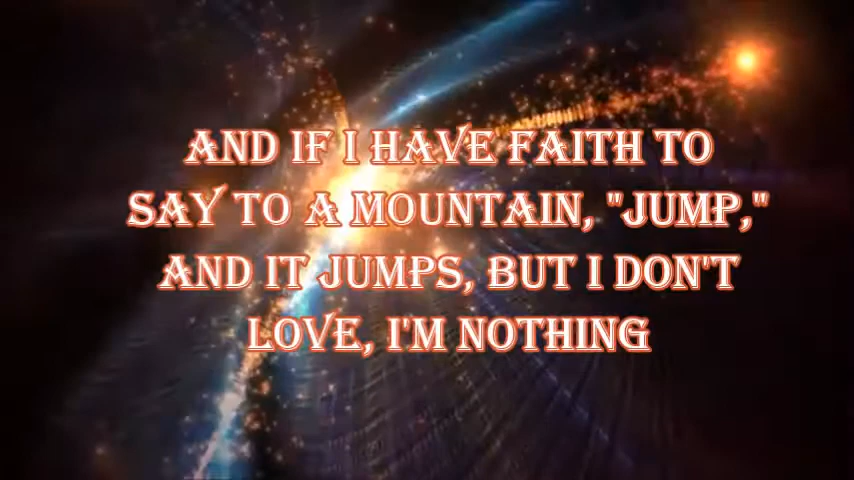 AND IF I HAVE FAITH TO
SAY TO A MOUNTAIN, "JUMP,"
AND IT JUMPS, BUT I DON'T
LOVE, I'M NOTHING